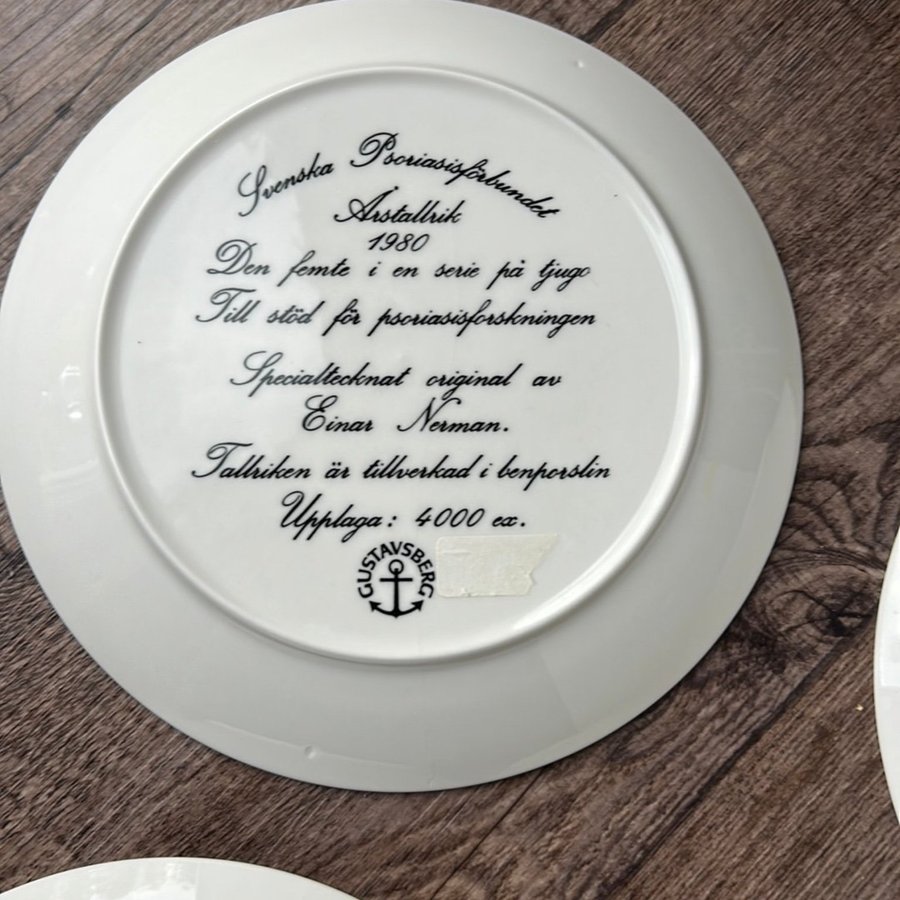 Svenska Psoriasisförbundet
Årstallrik
1980
Den femte i en serie på tjugo
Till stöd för psoriasisforskningen
Specialtecknat original av
Einar Nerman.
Tallriken är tillverkad i benporslin
Upplaga: 4000 ex.
GUSTAVSBERG